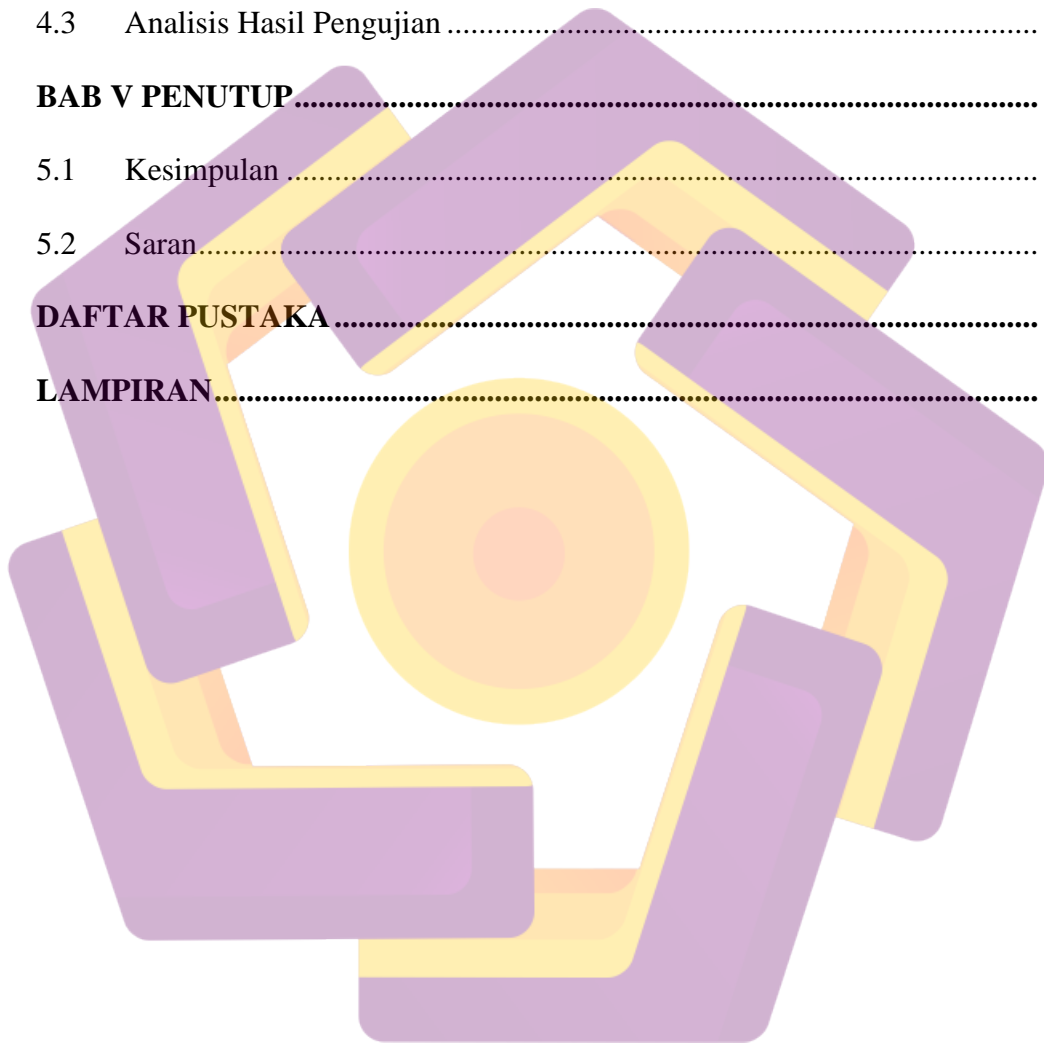 4.3 Analisis Hasil Pengujian ..........................................................................
BAB V PENUTUP.............................................................................................
5.1 Kesimpulan ..............................................................................................
5.2 Saran.........................................................................................................
DAFTAR PUSTAKA ........................................................................................
LAMPIRAN.......................................................................................................